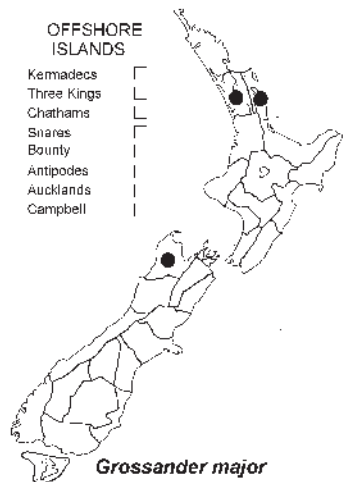 OFFSHORE
ISLANDS
Kermadecs
Three Kings
Chathams
Snares
Bounty
Antipodes
Aucklands
Campbell
Grossander major